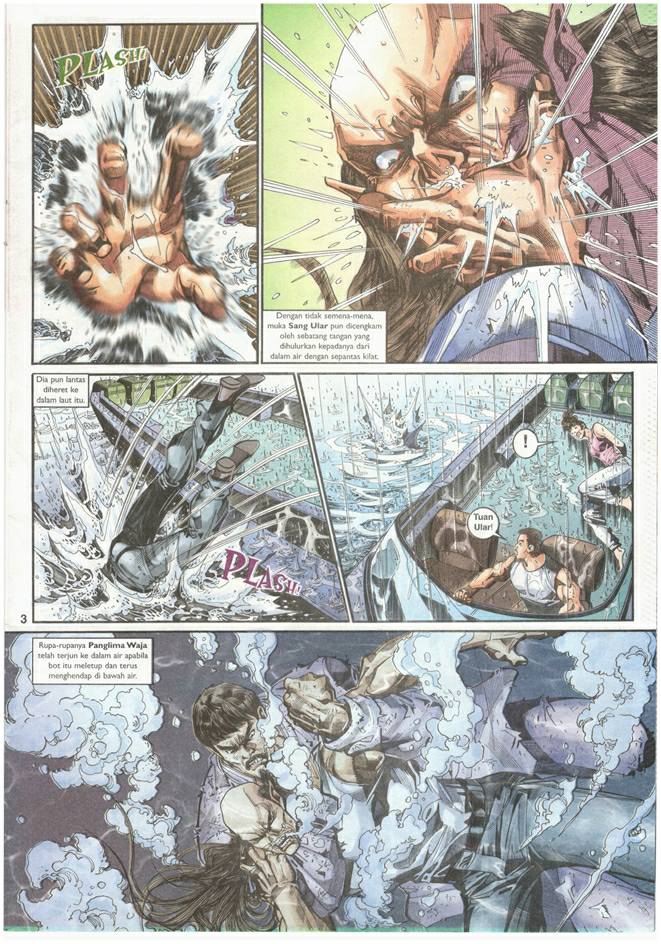 PLASH!
Dengan tidak semena-mena,
muka Sang Ular pun dicengkam
oleh sebatang tangan yang
dihulurkan kepadanya dari
dalam air dengan sepantas kilat.
Dia pun lantas
diheret ke
dalam laut itu.
PLASH!
!
Tuan
Ular!
3
Rupa-rupanya Panglima Waja
telah terjun ke dalam air apabila
bot itu meletup dan terus
menghendap di bawah air.